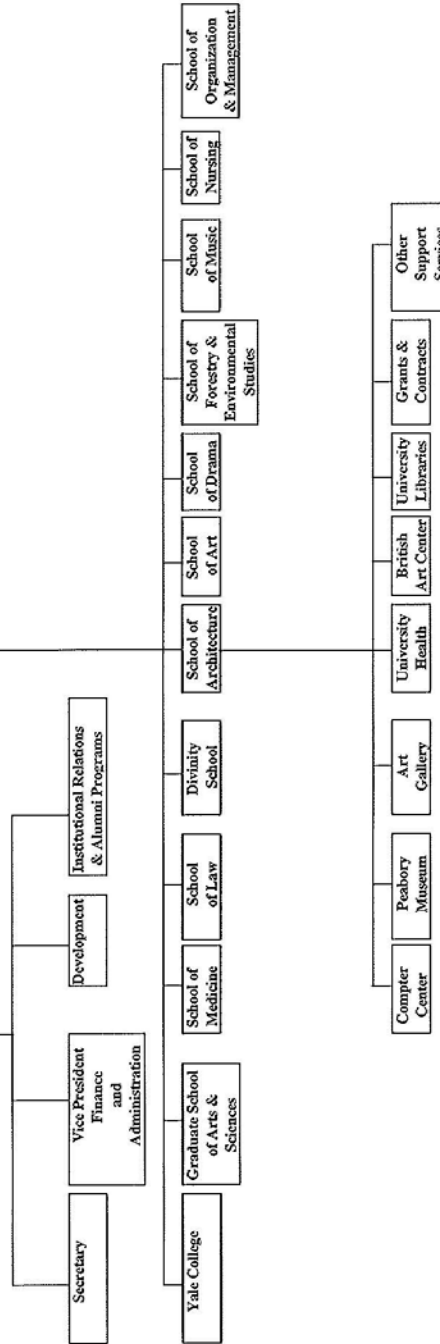 Secretary
Vice President
Finance
and
Administration
Development
Institutional Relations
& Alumni Programs
Yale College
Graduate School
of Arts &
Sciences
School of
Medicine
School
of Law
Divinity
School
School of
Architecture
School
of Art
School
of Drama
School of
Forestry &
Environmental
Studies
School
of Music
School of
Nursing
School of
Organization
& Management
Compter
Center
Peabory
Museum
Art
Gallery
University
Health
British
Art Center
University
Libraries
Grants &
Contracts
Other
Support
Services